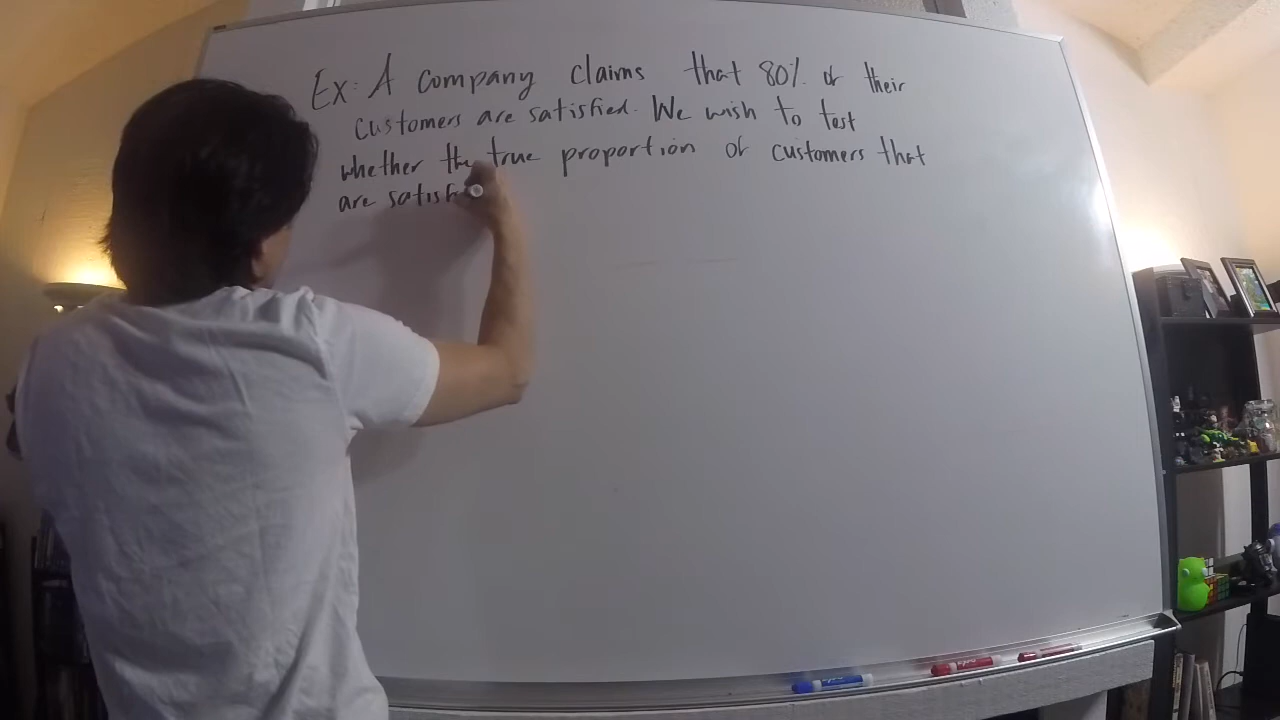 Ex: A company claims that 80% of their
customers are satisfied. We wish to test
whether the true proportion of customers that
are satisf